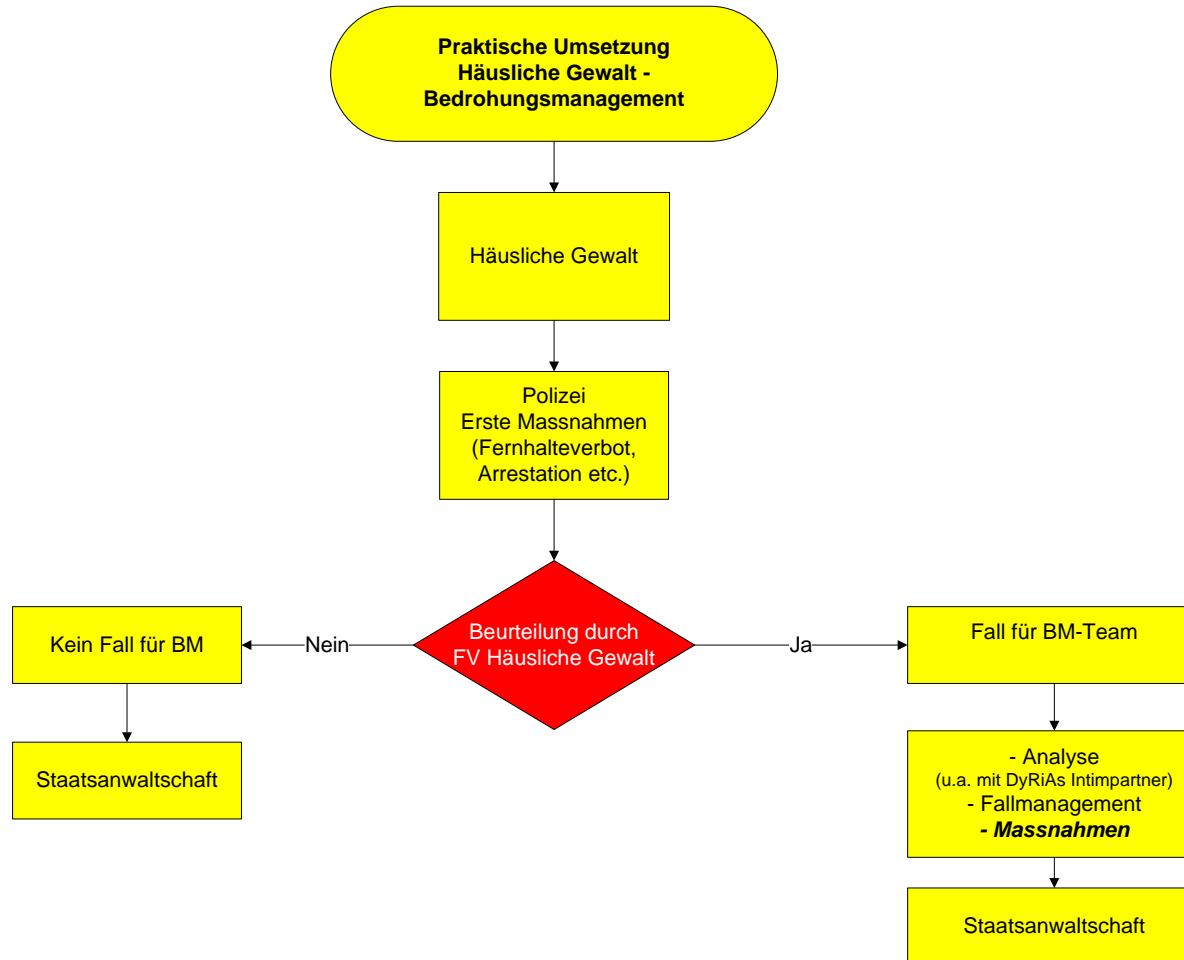 Praktische Umsetzung
Häusliche Gewalt -
Bedrohungsmanagement
Häusliche Gewalt
Polizei
Erste Massnahmen
(Fernhalteverbot,
Arrestation etc.)
Beurteilung durch
FV Häusliche Gewalt
Nein
Kein Fall für BM
Staatsanwaltschaft
Ja
Fall für BM-Team
- Analyse
(u.a. mit DyRiAs Intimpartner)
- Fallmanagement
- Massnahmen
Staatsanwaltschaft